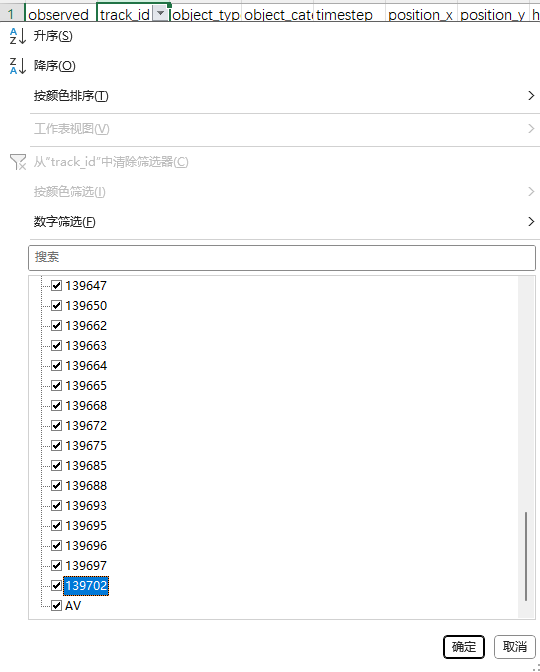 1 observed track_id object_typ object_cate timestep position_x position_y h
升序(S)
降序(O)
按颜色排序(T)
工作表视图(V)
从"track_id"中清除筛选器(C)
按颜色筛选(I)
数字筛选(F)
搜索
139647
139650
139662
139663
139664
139665
139668
139672
139675
139685
139688
139693
139695
139696
139697
139702
AV
确定 取消